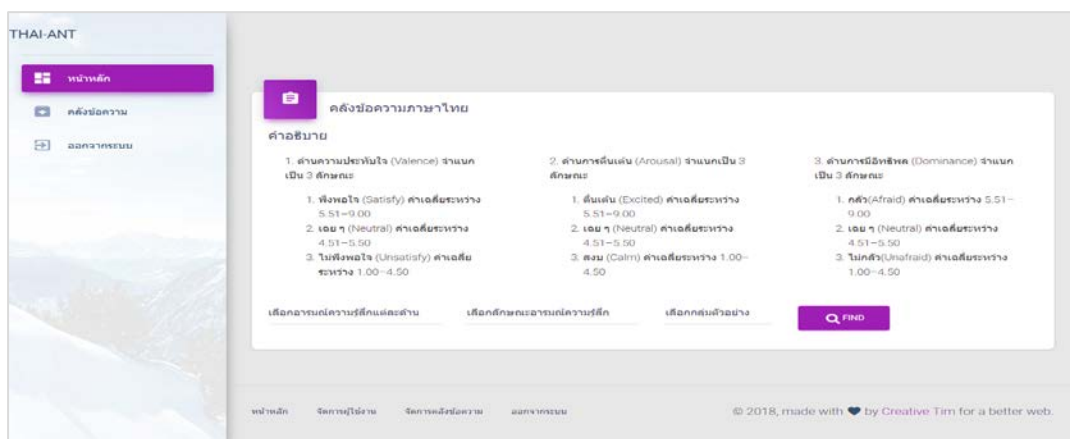 THAI-ANT
หน้าหลัก
คลังข้อความ
ออกจากระบบ
คลังข้อความภาษาไทย
คำอธิบาย
1. ด้านความประทับใจ (Valence) จำแนก
เป็น 3 ลักษณะ
1. พึงพอใจ (Satisfy) ค่าเฉลี่ยระหว่าง
5.51–9.00
2. เฉย ๆ (Neutral) ค่าเฉลี่ยระหว่าง
4.51–5.50
3. ไม่พึงพอใจ (Unsatisfy) ค่าเฉลี่ย
ระหว่าง 1.00–4.50
2. ด้านการตื่นเต้น (Arousal) จำแนกเป็น 3
ลักษณะ
1. ตื่นเต้น (Excited) ค่าเฉลี่ยระหว่าง
5.51–9.00
2. เฉย ๆ (Neutral) ค่าเฉลี่ยระหว่าง
4.51–5.50
3. สงบ (Calm) ค่าเฉลี่ยระหว่าง 1.00–
4.50
3. ด้านการมีอิทธิพล (Dominance) จำแนก
เป็น 3 ลักษณะ
1. กลัว(Afraid) ค่าเฉลี่ยระหว่าง 5.51–
9.00
2. เฉย ๆ (Neutral) ค่าเฉลี่ยระหว่าง
4.51–5.50
3. ไม่กลัว(Unafraid) ค่าเฉลี่ยระหว่าง
1.00–4.50
เลือกอารมณ์ความรู้สึกแต่ละด้าน
เลือกลักษณะอารมณ์ความรู้สึก
เลือกกลุ่มตัวอย่าง
FIND
หน้าหลัก จัดการผู้ใช้งาน จัดการคลังข้อความ ออกจากระบบ
© 2018, made with ♥ by Creative Tim for a better web.